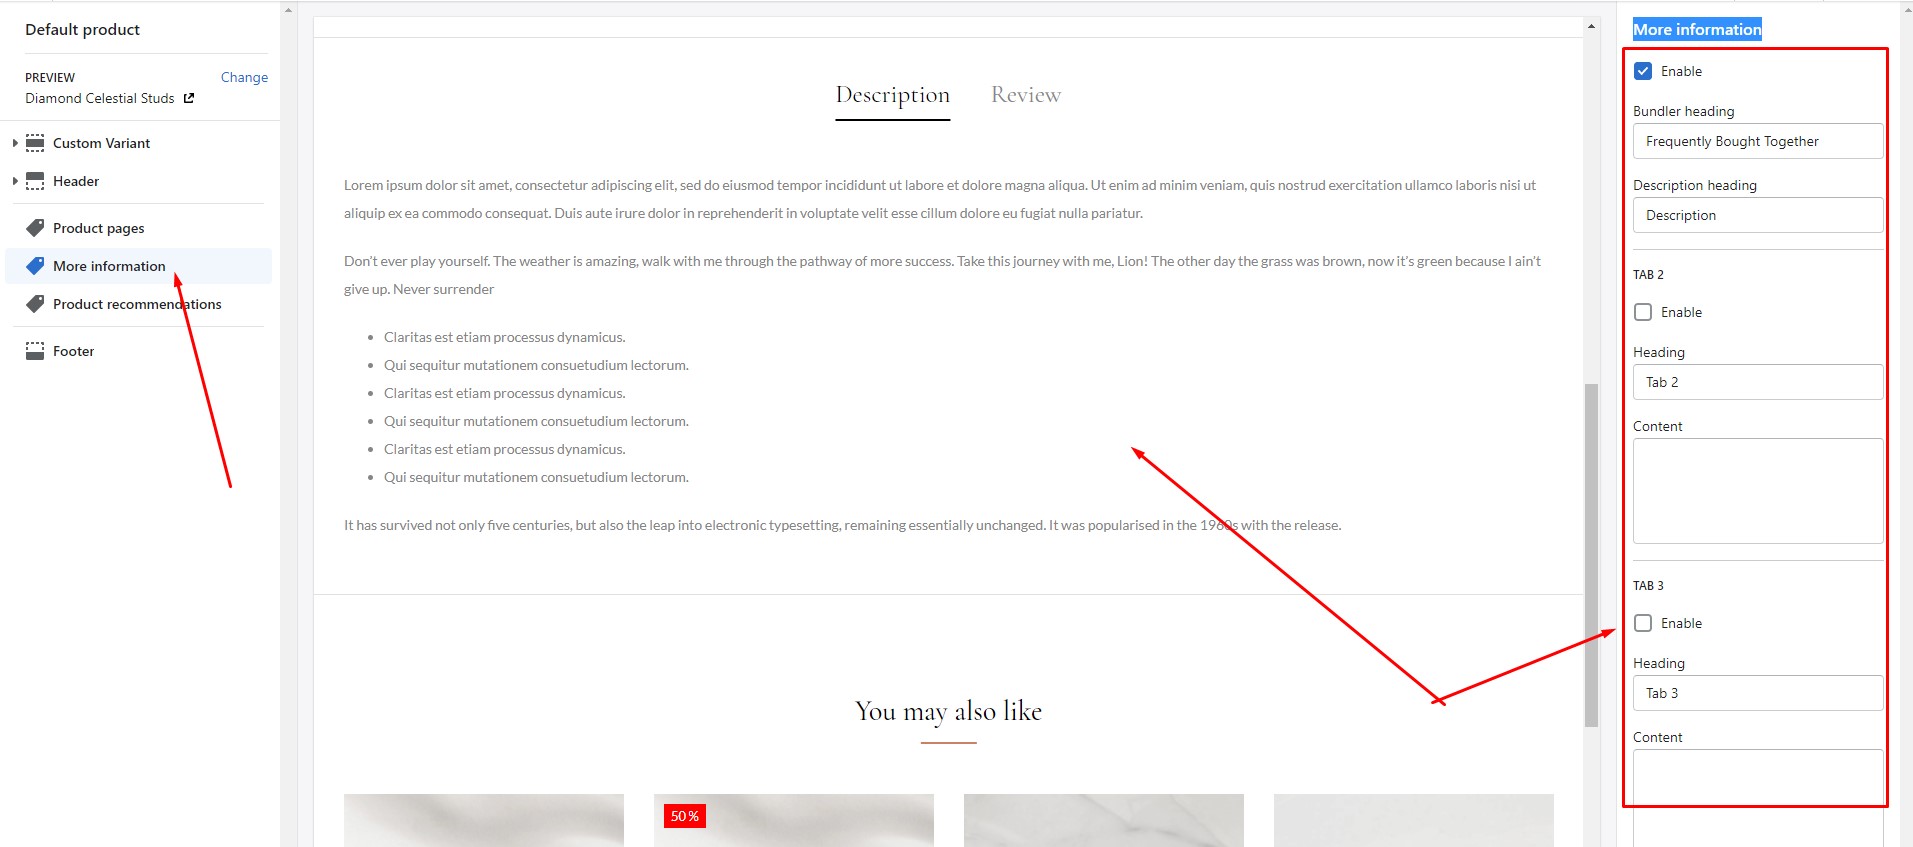 Default product
PREVIEW
Change
Diamond Celestial Studs
Custom Variant
Header
Product pages
More information
Product recommendations
Footer
Description
Review
Lorem ipsum dolor sit amet, consectetur adipiscing elit, sed do eiusmod tempor incididunt ut labore et dolore magna aliqua. Ut enim ad minim veniam, quis nostrud exercitation ullamco laboris nisi ut
aliquip ex ea commodo consequat. Duis aute irure dolor in reprehenderit in voluptate velit esse cillum dolore eu fugiat nulla pariatur.
Don't ever play yourself. The weather is amazing, walk with me through the pathway of more success. Take this journey with me, Lion! The other day the grass was brown, now it's green because I ain't
give up. Never surrender
• Claritas est etiam processus dynamicus.
• Qui sequitur mutationem consuetudium lectorum.
• Claritas est etiam processus dynamicus.
• Qui sequitur mutationem consuetudium lectorum.
• Claritas est etiam processus dynamicus.
• Qui sequitur mutationem consuetudium lectorum.
It has survived not only five centuries, but also the leap into electronic typesetting, remaining essentially unchanged. It was popularised in the 1960s with the release.
You may also like
50%
More information
Enable
Bundler heading
Frequently Bought Together
Description heading
Description
TAB 2
Enable
Heading
Tab 2
Content
TAB 3
Enable
Heading
Tab 3
Content